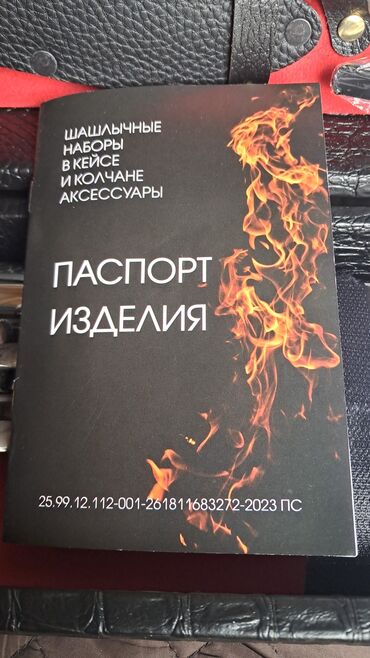 ШАШЛЫЧНЫЕ
НАБОРЫ
В КЕЙСЕ
И КОЛЧАНЕ
АКСЕССУАРЫ
ПАСПОРТ
ИЗДЕЛИЯ
25.99.12.112-001-261811683272-2023 ПС